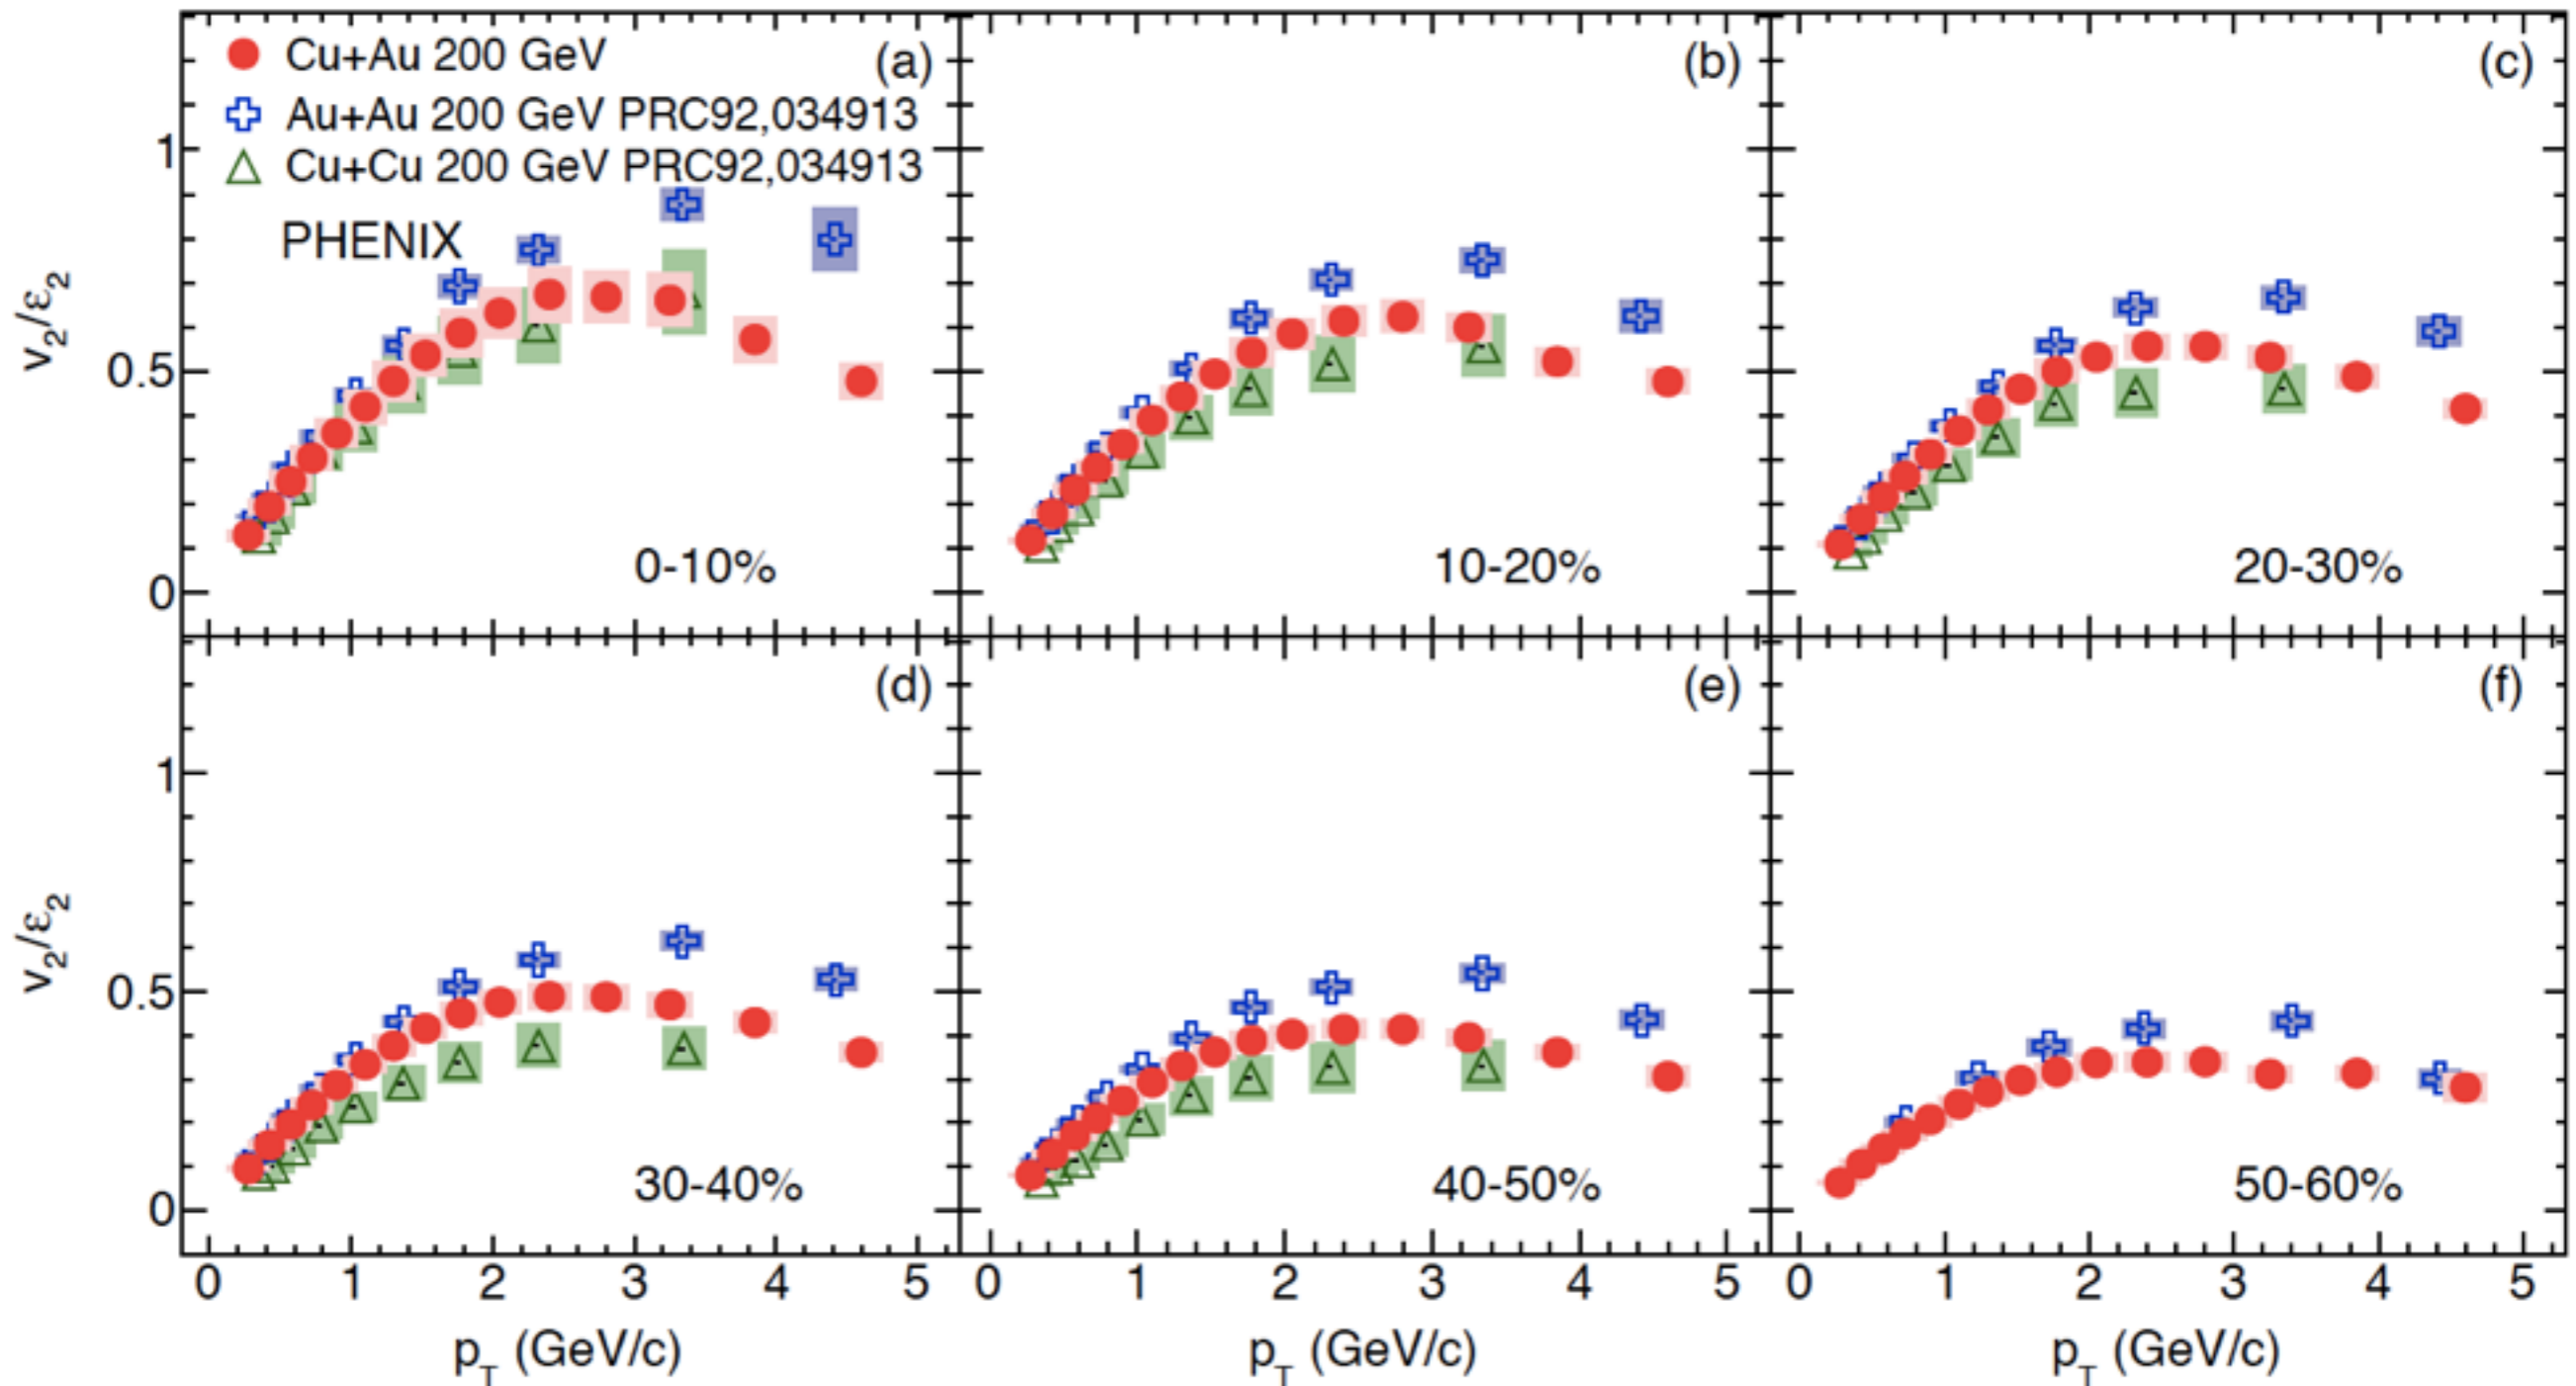 Cu+Au 200 GeV
(a)
Au+Au 200 GeV PRC92,034913
Cu+Cu 200 GeV PRC92,034913
PHENIX
0-10%
(b)
10-20%
(c)
20-30%
v2/ε2
1
0.5
0
(d)
30-40%
(e)
40-50%
(f)
50-60%
v2/ε2
1
0.5
0
0 1 2 3 4 5
0 1 2 3 4 5
0 1 2 3 4 5
pT (GeV/c)
pT (GeV/c)
pT (GeV/c)